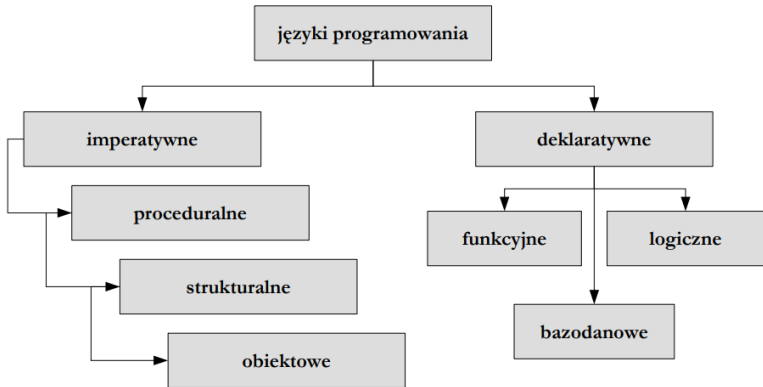 języki programowania
imperatywne
deklaratywne
proceduralne
funkcyjne
logiczne
strukturalne
bazodanowe
obiektowe